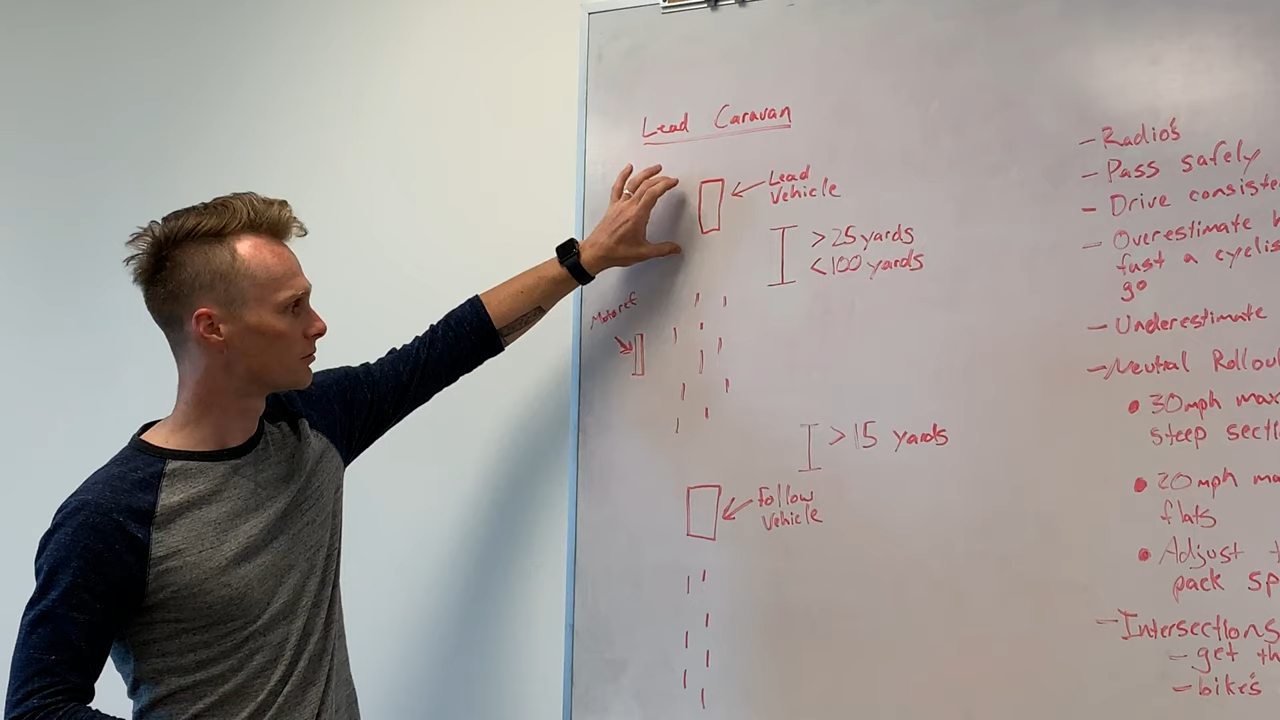 Lead Caravan
Lead
Vehicle
> 25 yards
< 100 yards
Motoref
> 15 yards
Follow
Vehicle
- Radio's
- Pass safely
- Drive consiste
- Overestimate
fast a cyclis
go
- Underestimate
- Neutral Rollou
• 30mph max
steep secti
• 20mph ma
flats
• Adjust
pack sp
- Intersections
- get th
- bike's